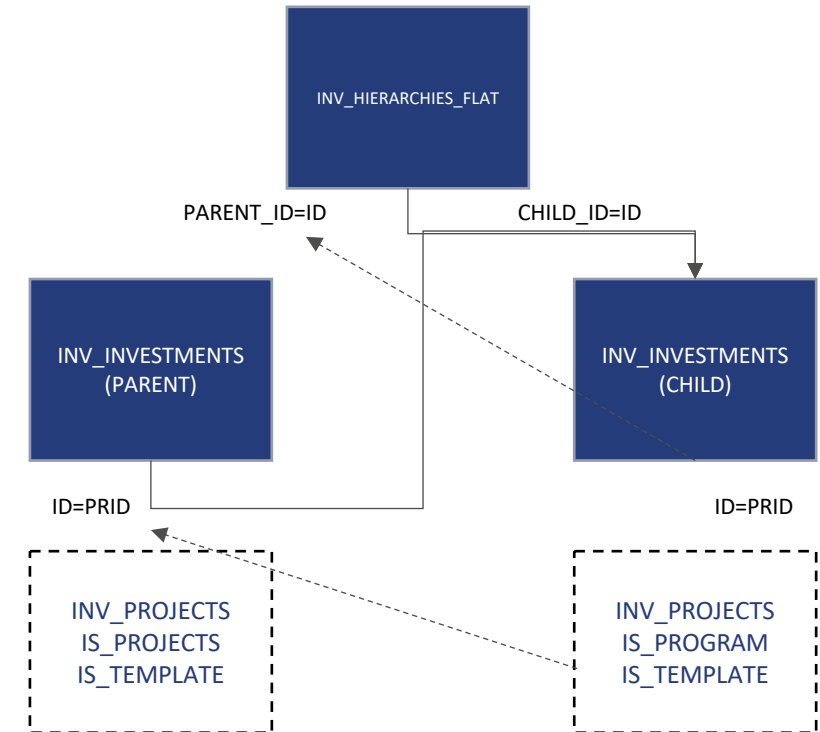 INV_HIERARCHIES_FLAT
PARENT_ID=ID
CHILD_ID=ID
INV_INVESTMENTS
(PARENT)
INV_INVESTMENTS
(CHILD)
ID=PRID
ID=PRID
INV_PROJECTS
IS_PROJECTS
IS_TEMPLATE
INV_PROJECTS
IS_PROGRAM
IS_TEMPLATE